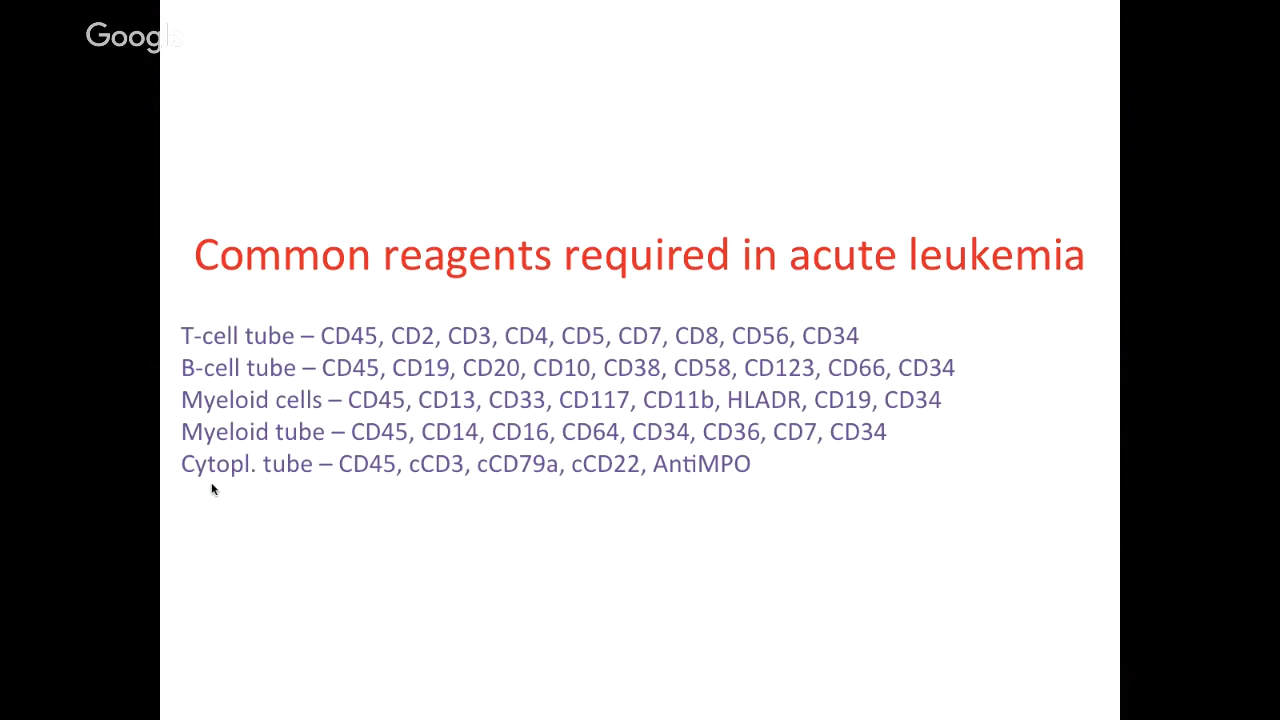 Google
Common reagents required in acute leukemia
T-cell tube – CD45, CD2, CD3, CD4, CD5, CD7, CD8, CD56, CD34
B-cell tube – CD45, CD19, CD20, CD10, CD38, CD58, CD123, CD66, CD34
Myeloid cells – CD45, CD13, CD33, CD117, CD11b, HLADR, CD19, CD34
Myeloid tube – CD45, CD14, CD16, CD64, CD34, CD36, CD7, CD34
Cytopl. tube – CD45, cCD3, cCD79a, cCD22, AntiMPO